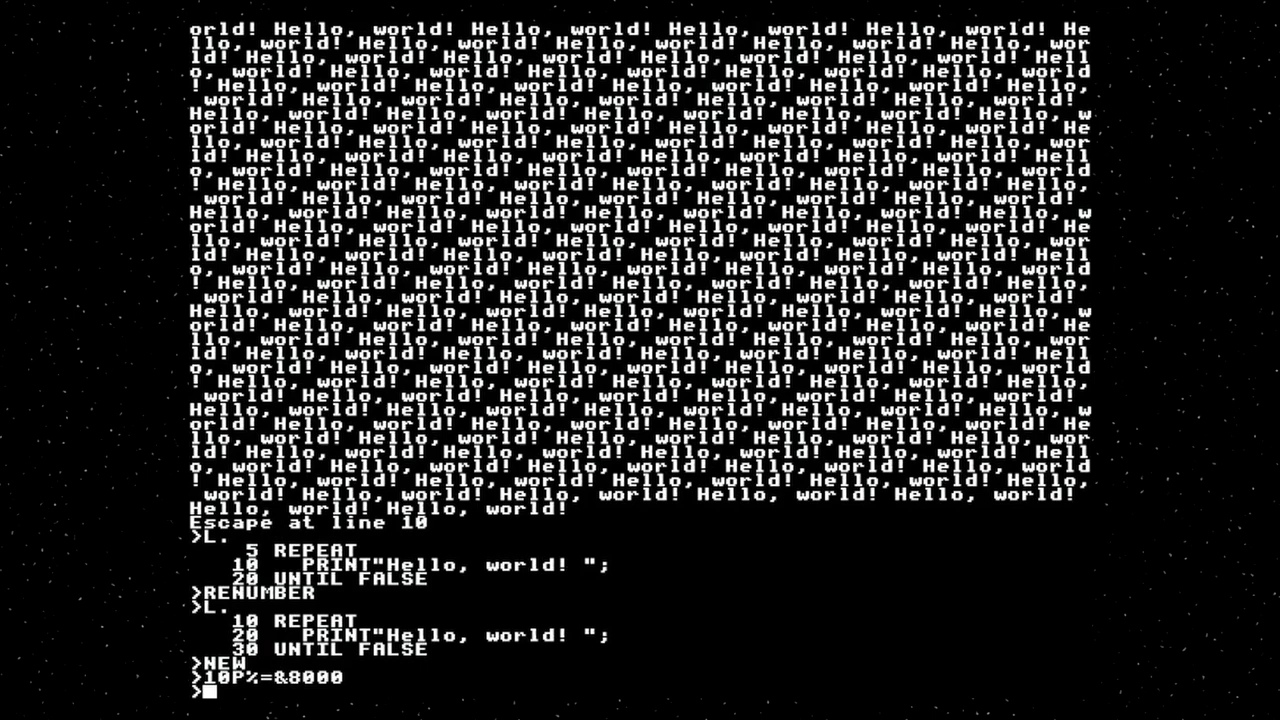 orld! Hello, world! Hello, world! Hello, world! Hello, world! He
llo, world! Hello, world! Hello, world! Hello, world! Hello, wor
ld! Hello, world! Hello, world! Hello, world! Hello, world! Hell
o, world! Hello, world! Hello, world! Hello, world! Hello, world
! Hello, world! Hello, world! Hello, world! Hello, world! Hello,
 world! Hello, world! Hello, world! Hello, world! Hello, world!
Hello, world! Hello, world! Hello, world! Hello, world! Hello, w
orld! Hello, world! Hello, world! Hello, world! Hello, world! He
llo, world! Hello, world! Hello, world! Hello, world! Hello, wor
ld! Hello, world! Hello, world! Hello, world! Hello, world! Hell
o, world! Hello, world! Hello, world! Hello, world! Hello, world
! Hello, world! Hello, world! Hello, world! Hello, world! Hello,
 world! Hello, world! Hello, world! Hello, world! Hello, world!
Hello, world! Hello, world! Hello, world! Hello, world! Hello, w
orld! Hello, world! Hello, world! Hello, world! Hello, world! He
llo, world! Hello, world! Hello, world! Hello, world! Hello, wor
ld! Hello, world! Hello, world! Hello, world! Hello, world! Hell
o, world! Hello, world! Hello, world! Hello, world! Hello, world
! Hello, world! Hello, world! Hello, world! Hello, world! Hello,
 world! Hello, world! Hello, world! Hello, world! Hello, world!
Hello, world! Hello, world! Hello, world! Hello, world! Hello, w
orld! Hello, world! Hello, world! Hello, world! Hello, world! He
llo, world! Hello, world! Hello, world! Hello, world! Hello, wor
ld! Hello, world! Hello, world! Hello, world! Hello, world! Hell
o, world! Hello, world! Hello, world! Hello, world! Hello, world
! Hello, world! Hello, world! Hello, world! Hello, world! Hello,
 world! Hello, world! Hello, world! Hello, world! Hello, world!
Hello, world! Hello, world! Hello, world! Hello, world! Hello, w
orld! Hello, world! Hello, world! Hello, world! Hello, world! He
llo, world! Hello, world! Hello, world! Hello, world! Hello, wor
ld! Hello, world! Hello, world! Hello, world! Hello, world! Hell
o, world! Hello, world! Hello, world! Hello, world! Hello, world
! Hello, world! Hello, world! Hello, world! Hello, world! Hello,
 world! Hello, world! Hello, world! Hello, world! Hello, world!
Hello, world! Hello, world!
Escape at line 10
>L.
    5 REPEAT
   10   PRINT"Hello, world! ";
   20 UNTIL FALSE
>RENUMBER
>L.
   10 REPEAT
   20   PRINT"Hello, world! ";
   30 UNTIL FALSE
>NEW
>10P%=&8000
>